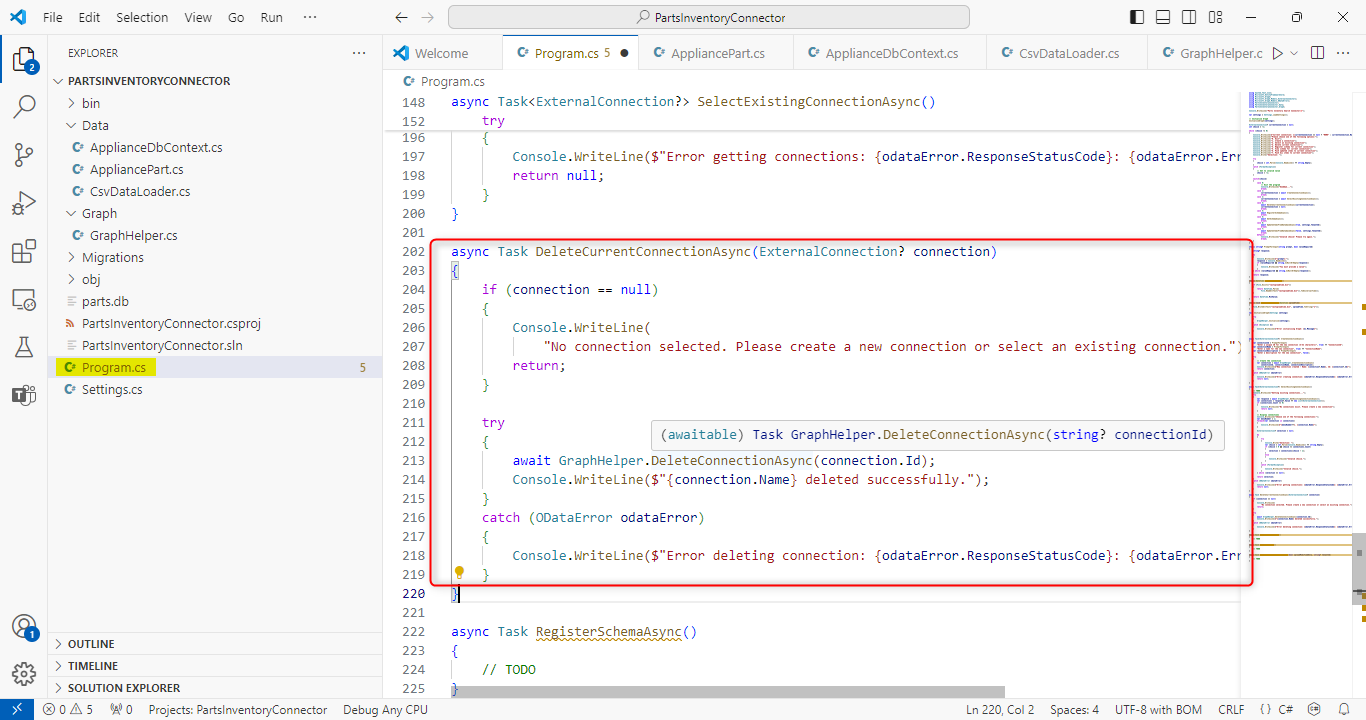 File Edit Selection View Go Run ···
PartsInventoryConnector
EXPLORER ···
PARTSINVENTORYCONNECTOR
bin
Data
ApplianceDbContext.cs
AppliancePart.cs
CsvDataLoader.cs
Graph
GraphHelper.cs
Migrations
obj
parts.db
PartsInventoryConnector.csproj
PartsInventoryConnector.sln
Program.cs 5
Settings.cs
OUTLINE
TIMELINE
SOLUTION EXPLORER
2
1
Welcome
Program.cs 5
AppliancePart.cs
ApplianceDbContext.cs
CsvDataLoader.cs
GraphHelper.c
Program.cs
148 async Task<ExternalConnection?> SelectExistingConnectionAsync()
152 try
196 {
197 Console.WriteLine($"Error getting connections: {odataError.ResponseStatusCode}: {odataError.Err
198 return null;
199 }
200 }
201
202 async Task DeleteCurrentConnectionAsync(ExternalConnection? connection)
203 {
204 if (connection == null)
205 {
206 Console.WriteLine(
207 "No connection selected. Please create a new connection or select an existing connection.")
208 return;
209 }
210
211 try
212 {
(awaitable) Task GraphHelper.DeleteConnectionAsync(string? connectionId)
213 await GraphHelper.DeleteConnectionAsync(connection.Id);
214 Console.WriteLine($"{connection.Name} deleted successfully.");
215 }
216 catch (ODataError odataError)
217 {
218 Console.WriteLine($"Error deleting connection: {odataError.ResponseStatusCode}: {odataError.Err
219 }
220 }
221
222 async Task RegisterSchemaAsync()
223 {
224 // TODO
225 }
0 5 0 Projects: PartsInventoryConnector Debug Any CPU Ln 220, Col 2 Spaces: 4 UTF-8 with BOM CRLF {} C#